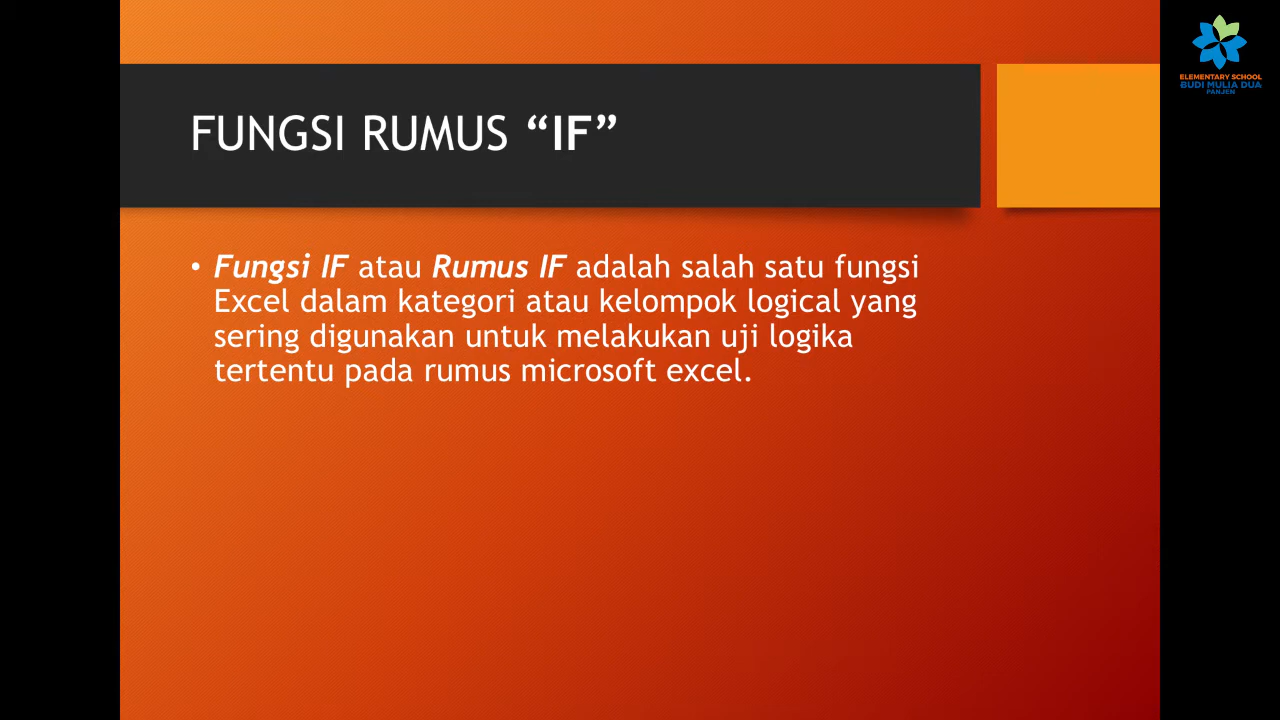 FUNGSI RUMUS “IF”
• Fungsi IF atau Rumus IF adalah salah satu fungsi
Excel dalam kategori atau kelompok logical yang
sering digunakan untuk melakukan uji logika
tertentu pada rumus microsoft excel.
ELEMENTARY SCHOOL
BUDI MULIA DUA
PANJEN